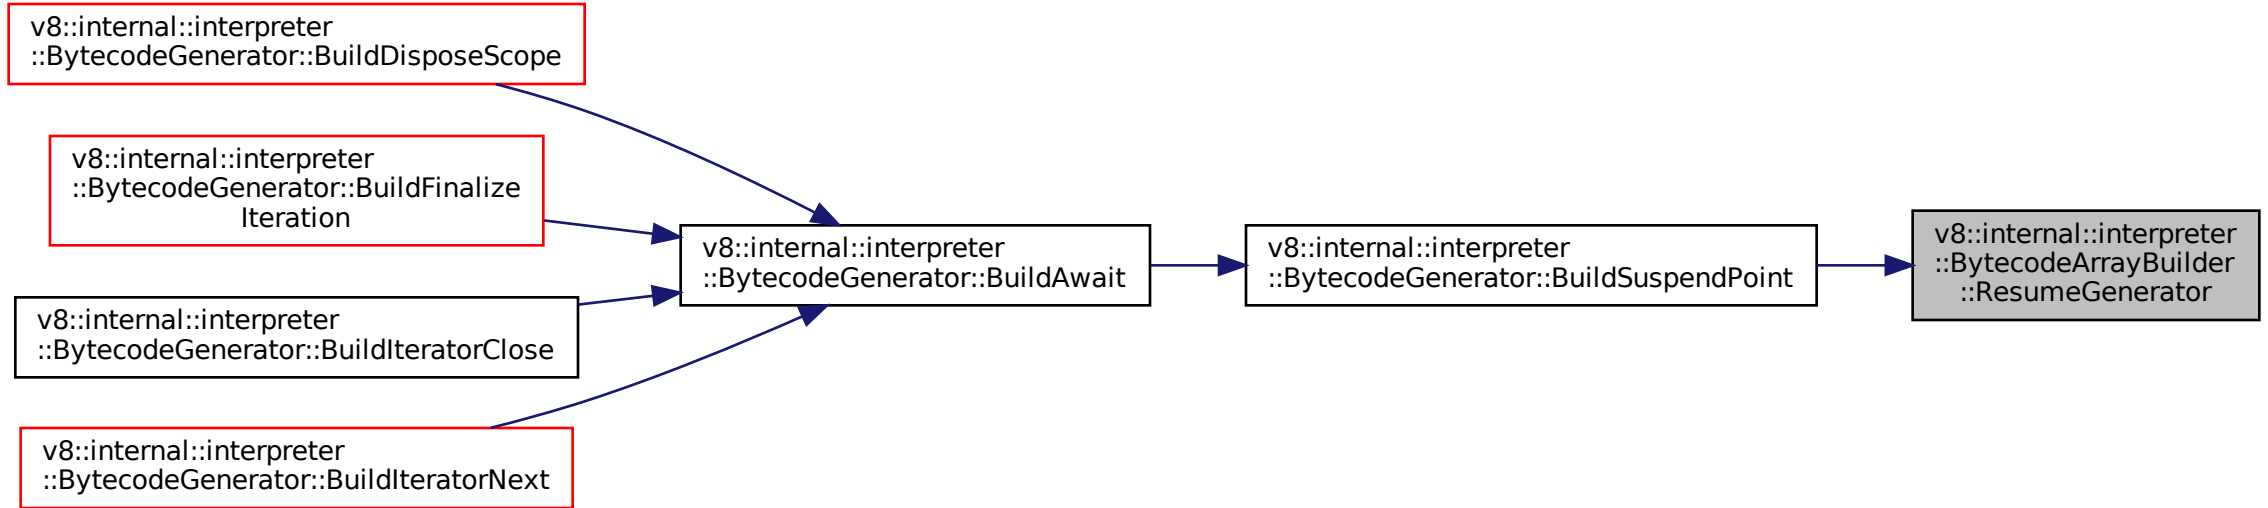 v8::internal::interpreter
::BytecodeGenerator::BuildDisposeScope
v8::internal::interpreter
::BytecodeGenerator::BuildFinalize
Iteration
v8::internal::interpreter
::BytecodeGenerator::BuildIteratorClose
v8::internal::interpreter
::BytecodeGenerator::BuildIteratorNext
v8::internal::interpreter
::BytecodeGenerator::BuildAwait
v8::internal::interpreter
::BytecodeGenerator::BuildSuspendPoint
v8::internal::interpreter
::BytecodeArrayBuilder
::ResumeGenerator